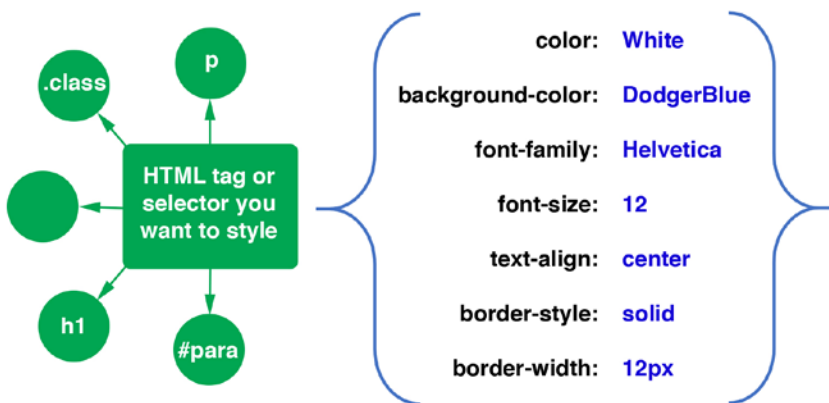 p
.class
HTML tag or
selector you
want to style
h1
#para
color: White
background-color: DodgerBlue
font-family: Helvetica
font-size: 12
text-align: center
border-style: solid
border-width: 12px